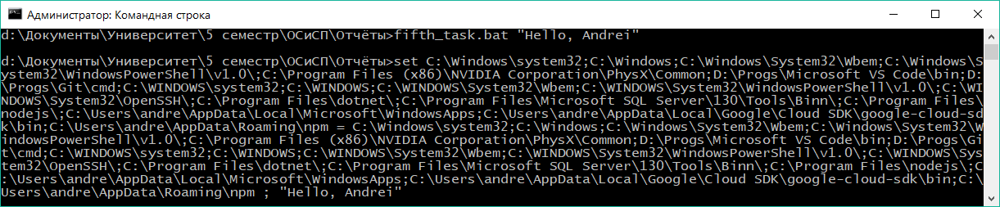 Администратор: Командная строка
d:\Документы\Университет\5 семестр\ОСиСП\Отчёты>fifth_task.bat "Hello, Andrei"
d:\Документы\Университет\5 семестр\ОСиСП\Отчёты>set C:\Windows\system32;C:\Windows;C:\Windows\System32\Wbem;C:\Windows\S
ystem32\WindowsPowerShell\v1.0\;C:\Program Files (x86)\NVIDIA Corporation\PhysX\Common;D:\Progs\Microsoft VS Code\bin;D:
\Progs\Git\cmd;C:\WINDOWS\system32;C:\WINDOWS;C:\WINDOWS\System32\Wbem;C:\WINDOWS\System32\WindowsPowerShell\v1.0\;C:\WI
NDOWS\System32\OpenSSH\;C:\Program Files\dotnet\;C:\Program Files\Microsoft SQL Server\130\Tools\Binn\;C:\Program Files\
nodejs\;C:\Users\andre\AppData\Local\Microsoft\WindowsApps;C:\Users\andre\AppData\Local\Google\Cloud SDK\google-cloud-sd
k\bin;C:\Users\andre\AppData\Roaming\npm = C:\Windows\system32;C:\Windows;C:\Windows\System32\Wbem;C:\Windows\System32\W
indowsPowerShell\v1.0\;C:\Program Files (x86)\NVIDIA Corporation\PhysX\Common;D:\Progs\Microsoft VS Code\bin;D:\Progs\Gi
t\cmd;C:\WINDOWS\system32;C:\WINDOWS;C:\WINDOWS\System32\Wbem;C:\WINDOWS\System32\WindowsPowerShell\v1.0\;C:\WINDOWS\Sys
tem32\OpenSSH\;C:\Program Files\dotnet\;C:\Program Files\Microsoft SQL Server\130\Tools\Binn\;C:\Program Files\nodejs\;C
:\Users\andre\AppData\Local\Microsoft\WindowsApps;C:\Users\andre\AppData\Local\Google\Cloud SDK\google-cloud-sdk\bin;C:\
Users\andre\AppData\Roaming\npm ; "Hello, Andrei"